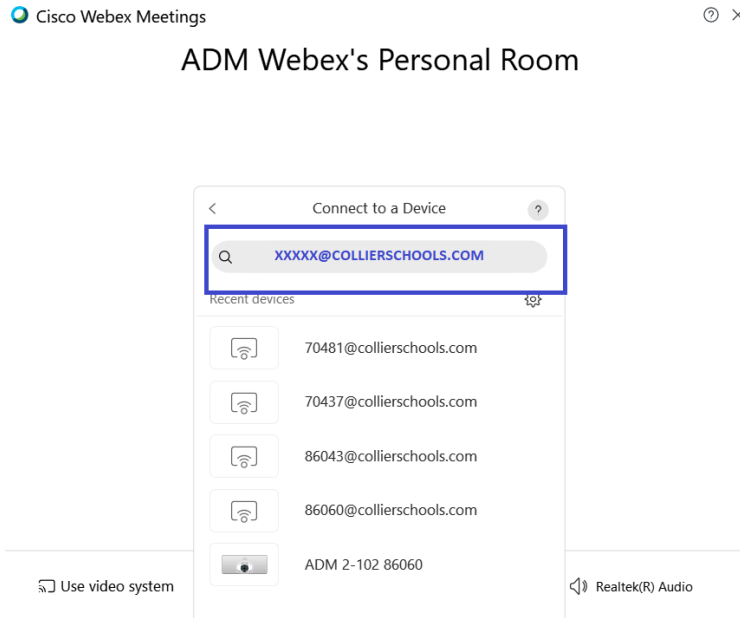 Cisco Webex Meetings
ADM Webex's Personal Room
Connect to a Device
?
XXXXX@COLLIERSCHOOLS.COM
Recent devices
70481@collierschools.com
70437@collierschools.com
86043@collierschools.com
86060@collierschools.com
ADM 2-102 86060
Use video system
Realtek(R) Audio